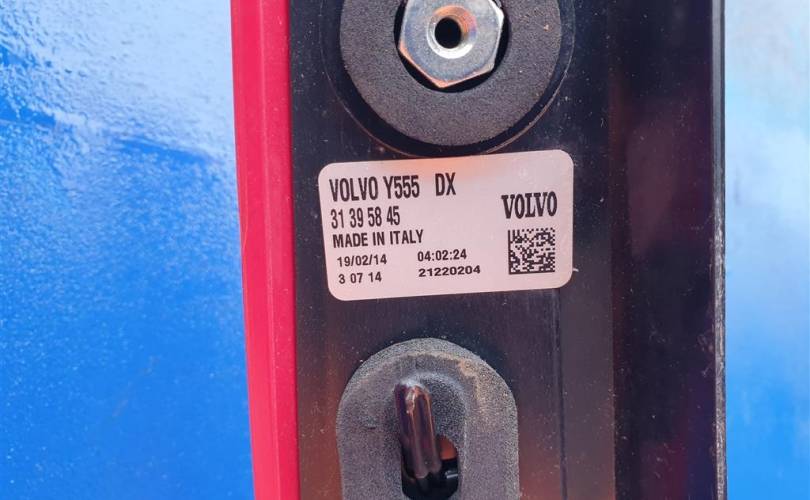 VOLVO Y555 DX
31 39 58 45
VOLVO
MADE IN ITALY
19/02/14 04:02:24
3 07 14 21220204